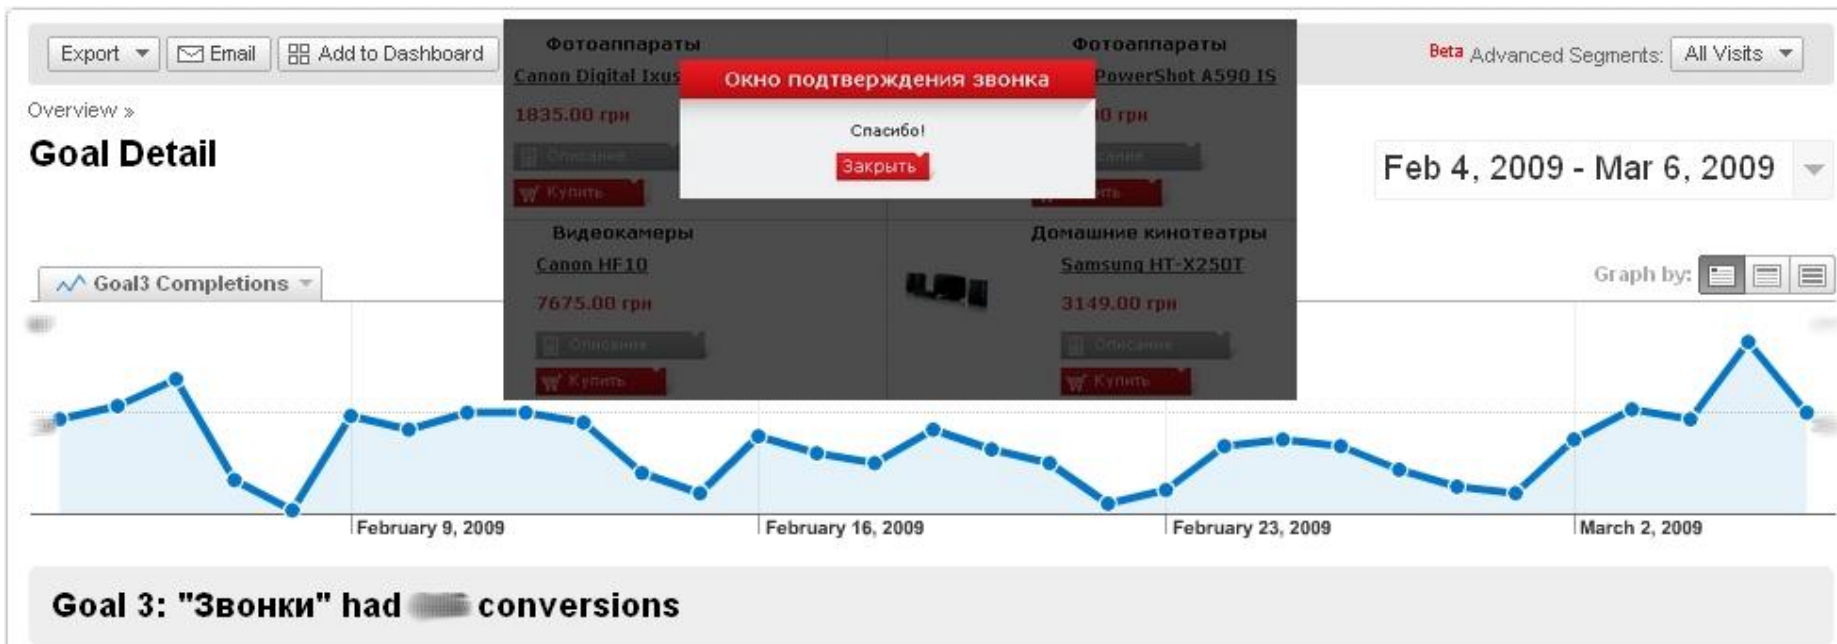 Export
Email
Add to Dashboard
Beta Advanced Segments: All Visits
Overview »
Goal Detail
Feb 4, 2009 - Mar 6, 2009
Фотоаппараты
Canon Digital Ixus
1835.00 грн
Описание
Купить
Фотоаппараты
PowerShot A590 IS
грн
Окно подтверждения звонка
Спасибо!
Закрыть
Видеокамеры
Canon HF10
7675.00 грн
Описание
Купить
Домашние кинотеатры
Samsung HT-X250T
3149.00 грн
Описание
Купить
Goal3 Completions
Graph by:
February 9, 2009
February 16, 2009
February 23, 2009
March 2, 2009
Goal 3: "Звонки" had conversions